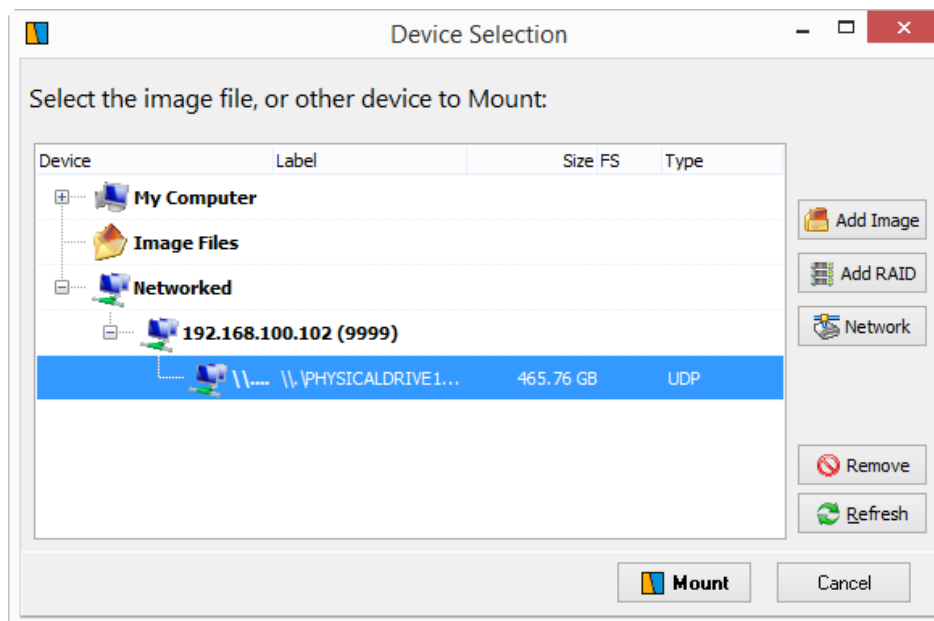 Device Selection
Select the image file, or other device to Mount:
Device Label Size FS Type
My Computer
Image Files
Networked
192.168.100.102 (9999)
\\.... \\.\PHYSICALDRIVE1... 465.76 GB UDP
Add Image
Add RAID
Network
Remove
Refresh
Mount Cancel